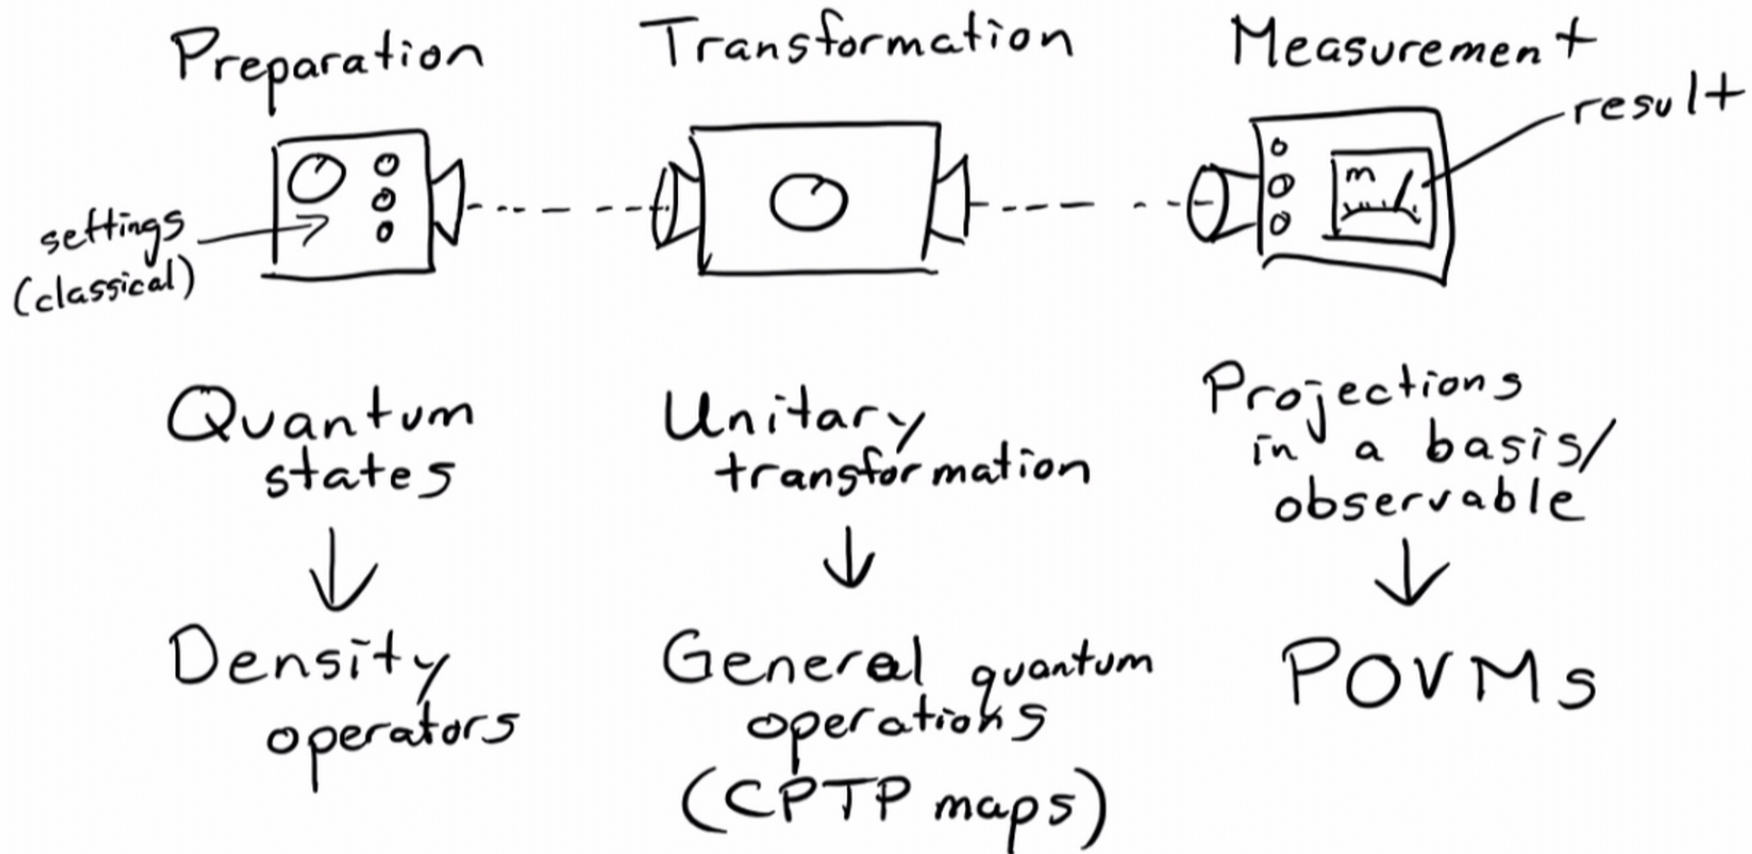 Preparation
Transformation
Measurement
result
settings
(classical)
m
Quantum
states
Unitary
transformation
Projections
in a basis/
observable
Density
operators
General quantum
operations
(CPTP maps)
POVMs